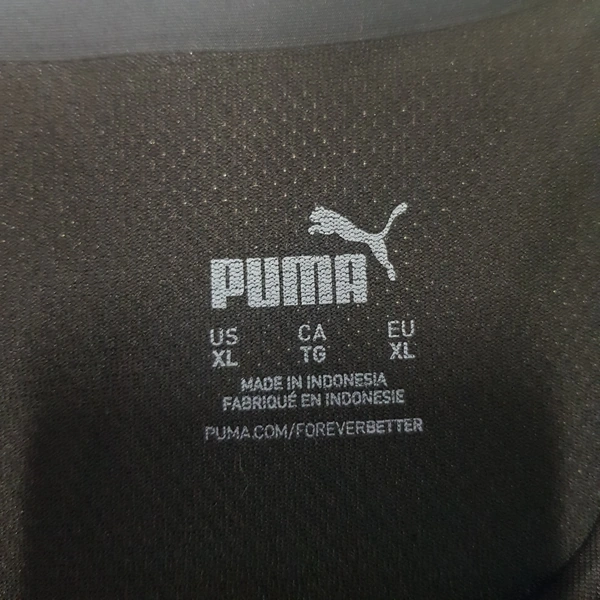 PUMA
US CA EU
XL TG XL
MADE IN INDONESIA
FABRIQUÉ EN INDONESIE
PUMA.COM/FOREVERBETTER